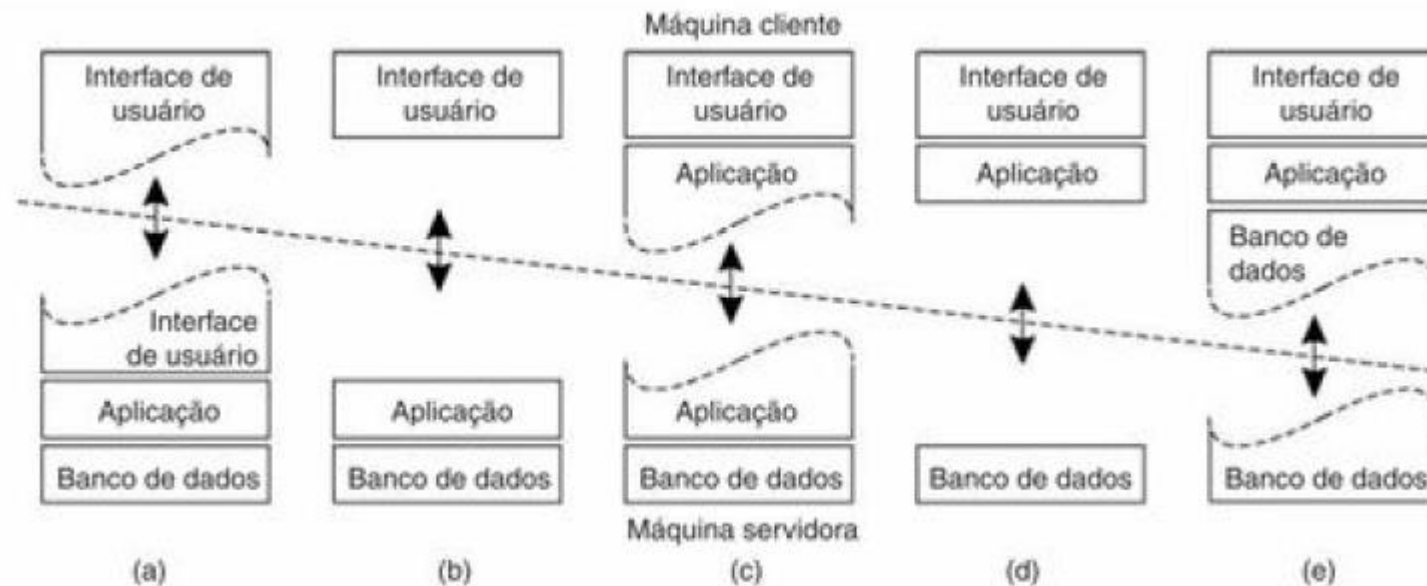 Máquina cliente
Interface de
usuário
Interface de
usuário
Interface de
usuário
Interface de
usuário
Interface de
usuário
Aplicação
Aplicação
Aplicação
Banco de
dados
Interface
de usuário
Aplicação
Aplicação
Aplicação
Banco de dados
Banco de dados
Banco de dados
Banco de dados
Banco de dados
Máquina servidora
(a)
(b)
(c)
(d)
(e)